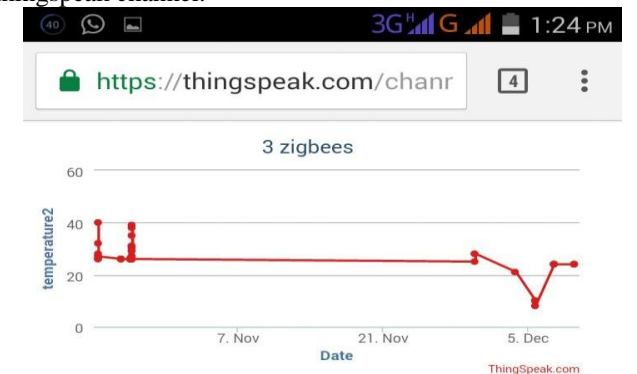 thingspeak channel.
40 3G H G 1:24 PM
https://thingspeak.com/chanr 4
3 zigbees
60
40
20
0
temperature2
7. Nov 21. Nov 5. Dec
Date
ThingSpeak.com